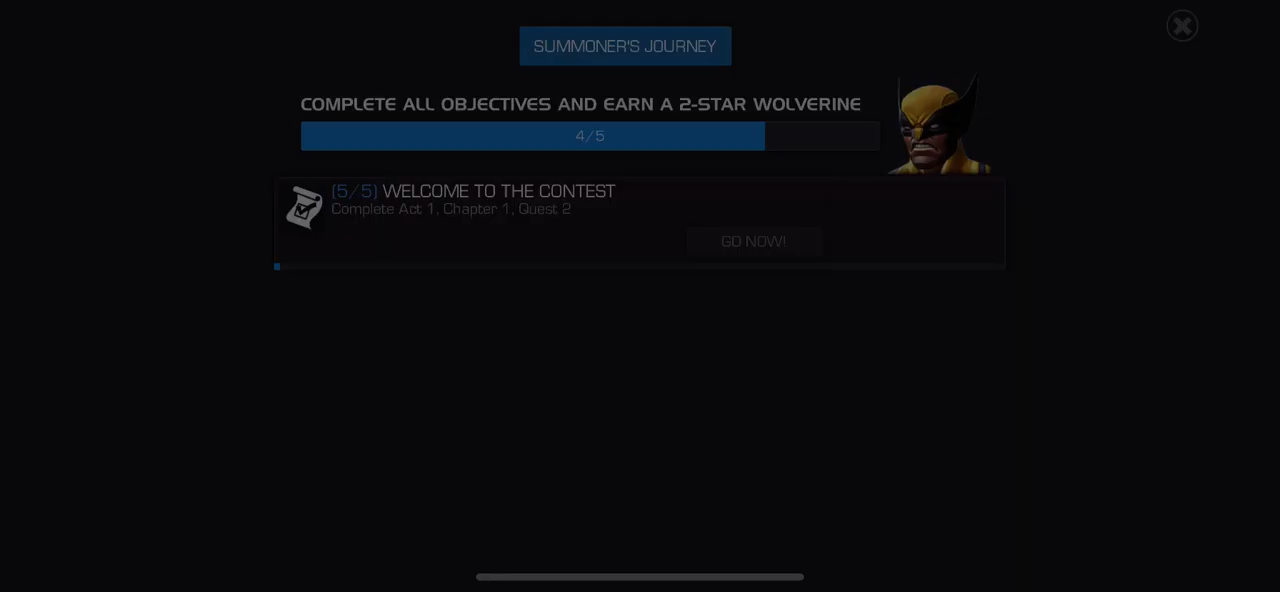 SUMMONER'S JOURNEY
COMPLETE ALL OBJECTIVES AND EARN A 2-STAR WOLVERINE
4/5
(5/5) WELCOME TO THE CONTEST
Complete Act 1, Chapter 1, Quest 2
GO NOW!